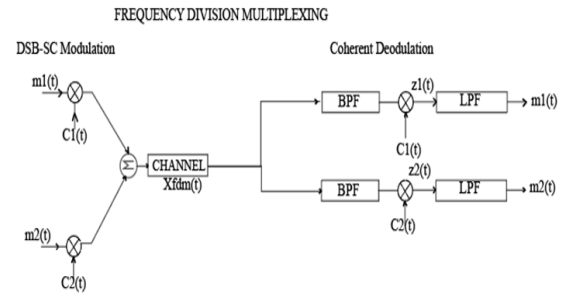 FREQUENCY DIVISION MULTIPLEXING
DSB-SC Modulation
Coherent Deodulation
m1(t)
C1(t)
m2(t)
C2(t)
Σ
CHANNEL
Xfdm(t)
BPF
z1(t)
LPF
m1(t)
C1(t)
BPF
z2(t)
LPF
m2(t)
C2(t)